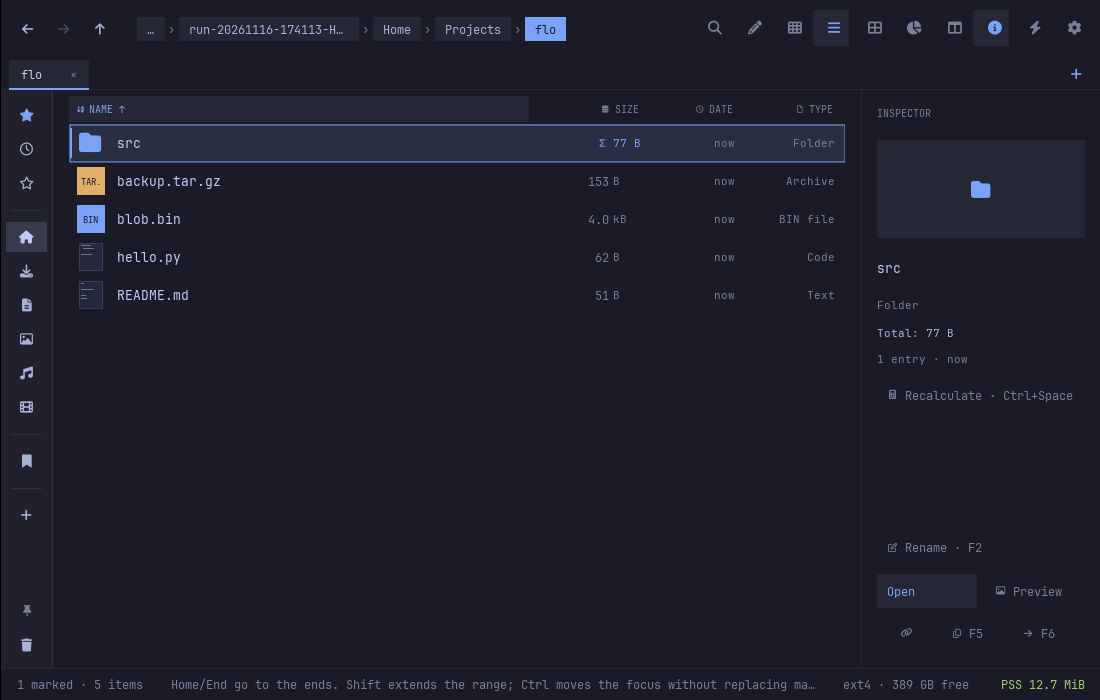 … › run-20261116-174113-H… › Home › Projects › flo
flo ×
NAME ↑ SIZE DATE TYPE
src Σ 77 B now Folder
TAR. backup.tar.gz 153 B now Archive
BIN blob.bin 4.0 kB now BIN file
hello.py 62 B now Code
README.md 51 B now Text
INSPECTOR
src
Folder
Total: 77 B
1 entry · now
Recalculate · Ctrl+Space
Rename · F2
Open Preview
F5 → F6
1 marked · 5 items Home/End go to the ends. Shift extends the range; Ctrl moves the focus without replacing ma… ext4 · 389 GB free PSS 12.7 MiB